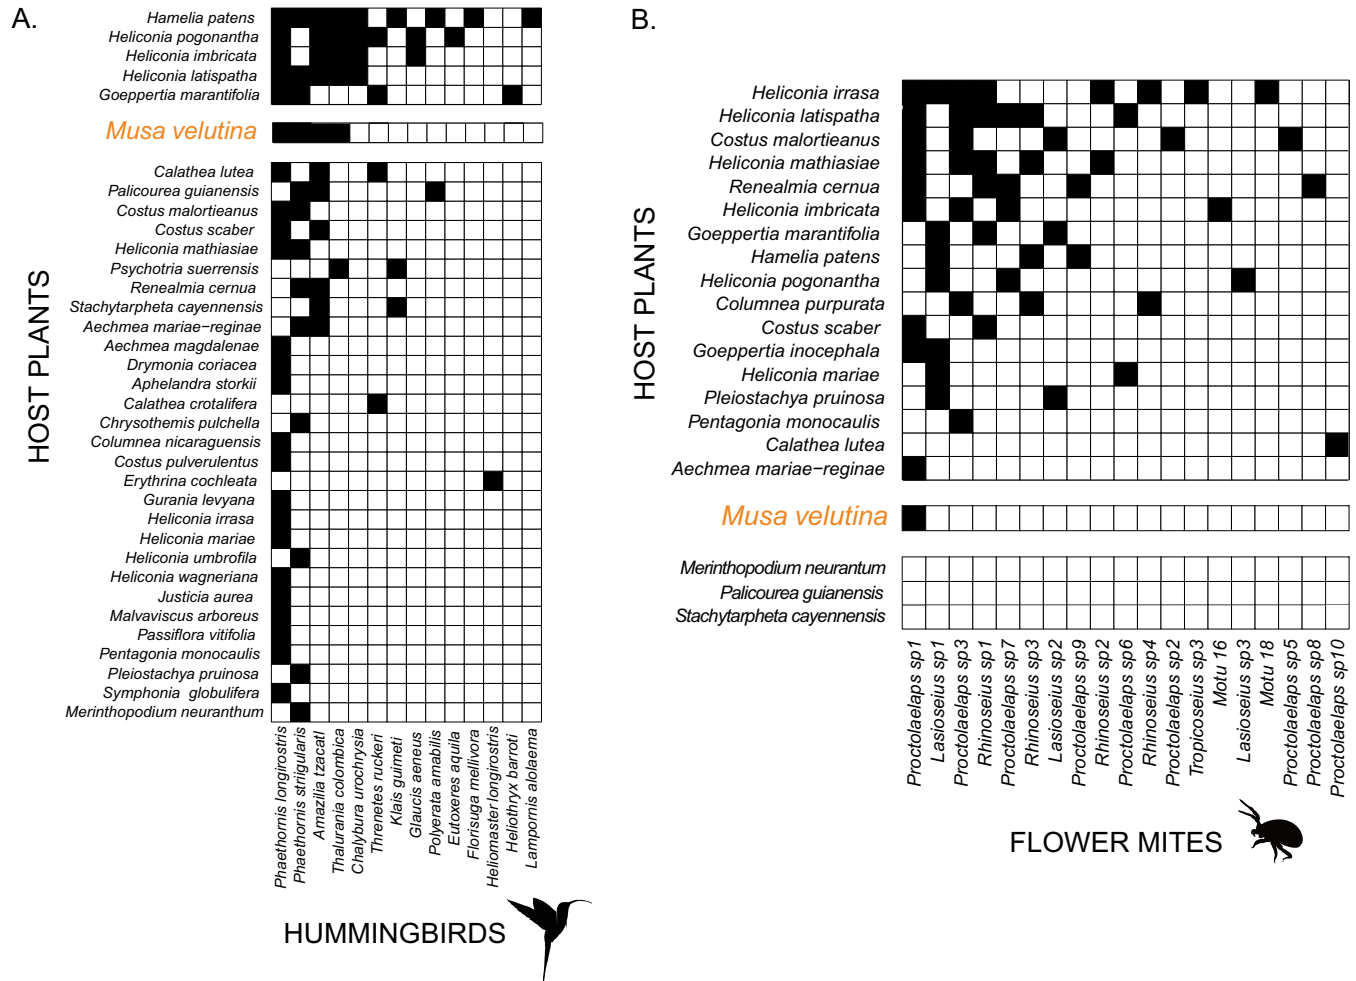 A.
HOST PLANTS
Hamelia patens
Heliconia pogonantha
Heliconia imbricata
Heliconia latispatha
Goeppertia marantifolia
Musa velutina
Calathea lutea
Palicourea guianensis
Costus malortieanus
Costus scaber
Heliconia mathiasiae
Psychotria suerrensis
Renealmia cernua
Stachytarpheta cayennensis
Aechmea mariae−reginae
Aechmea magdalenae
Drymonia coriacea
Aphelandra storkii
Calathea crotalifera
Chrysothemis pulchella
Columnea nicaraguensis
Costus pulverulentus
Erythrina cochleata
Gurania levyana
Heliconia irrasa
Heliconia mariae
Heliconia umbrofila
Heliconia wagneriana
Justicia aurea
Malvaviscus arboreus
Passiflora vitifolia
Pentagonia monocaulis
Pleiostachya pruinosa
Symphonia globulifera
Merinthopodium neuranthum
Phaethornis longirostris
Phaethornis striigularis
Amazilia tzacatl
Thalurania colombica
Chalybura urochrysia
Threnetes ruckeri
Klais guimeti
Glaucis aeneus
Polyerata amabilis
Eutoxeres aquila
Florisuga mellivora
Heliomaster longirostris
Heliothryx barroti
Lampornis alolaema
HUMMINGBIRDS
B.
HOST PLANTS
Heliconia irrasa
Heliconia latispatha
Costus malortieanus
Heliconia mathiasiae
Renealmia cernua
Heliconia imbricata
Goeppertia marantifolia
Hamelia patens
Heliconia pogonantha
Columnea purpurata
Costus scaber
Goeppertia inocephala
Heliconia mariae
Pleiostachya pruinosa
Pentagonia monocaulis
Calathea lutea
Aechmea mariae−reginae
Musa velutina
Merinthopodium neurantum
Palicourea guianensis
Stachytarpheta cayennensis
Proctolaelaps sp1
Lasioseius sp1
Proctolaelaps sp3
Rhinoseius sp1
Proctolaelaps sp7
Rhinoseius sp3
Lasioseius sp2
Proctolaelaps sp9
Rhinoseius sp2
Proctolaelaps sp6
Rhinoseius sp4
Proctolaelaps sp2
Tropicoseius sp3
Motu 16
Lasioseius sp3
Motu 18
Proctolaelaps sp5
Proctolaelaps sp8
Proctolaelaps sp10
FLOWER MITES